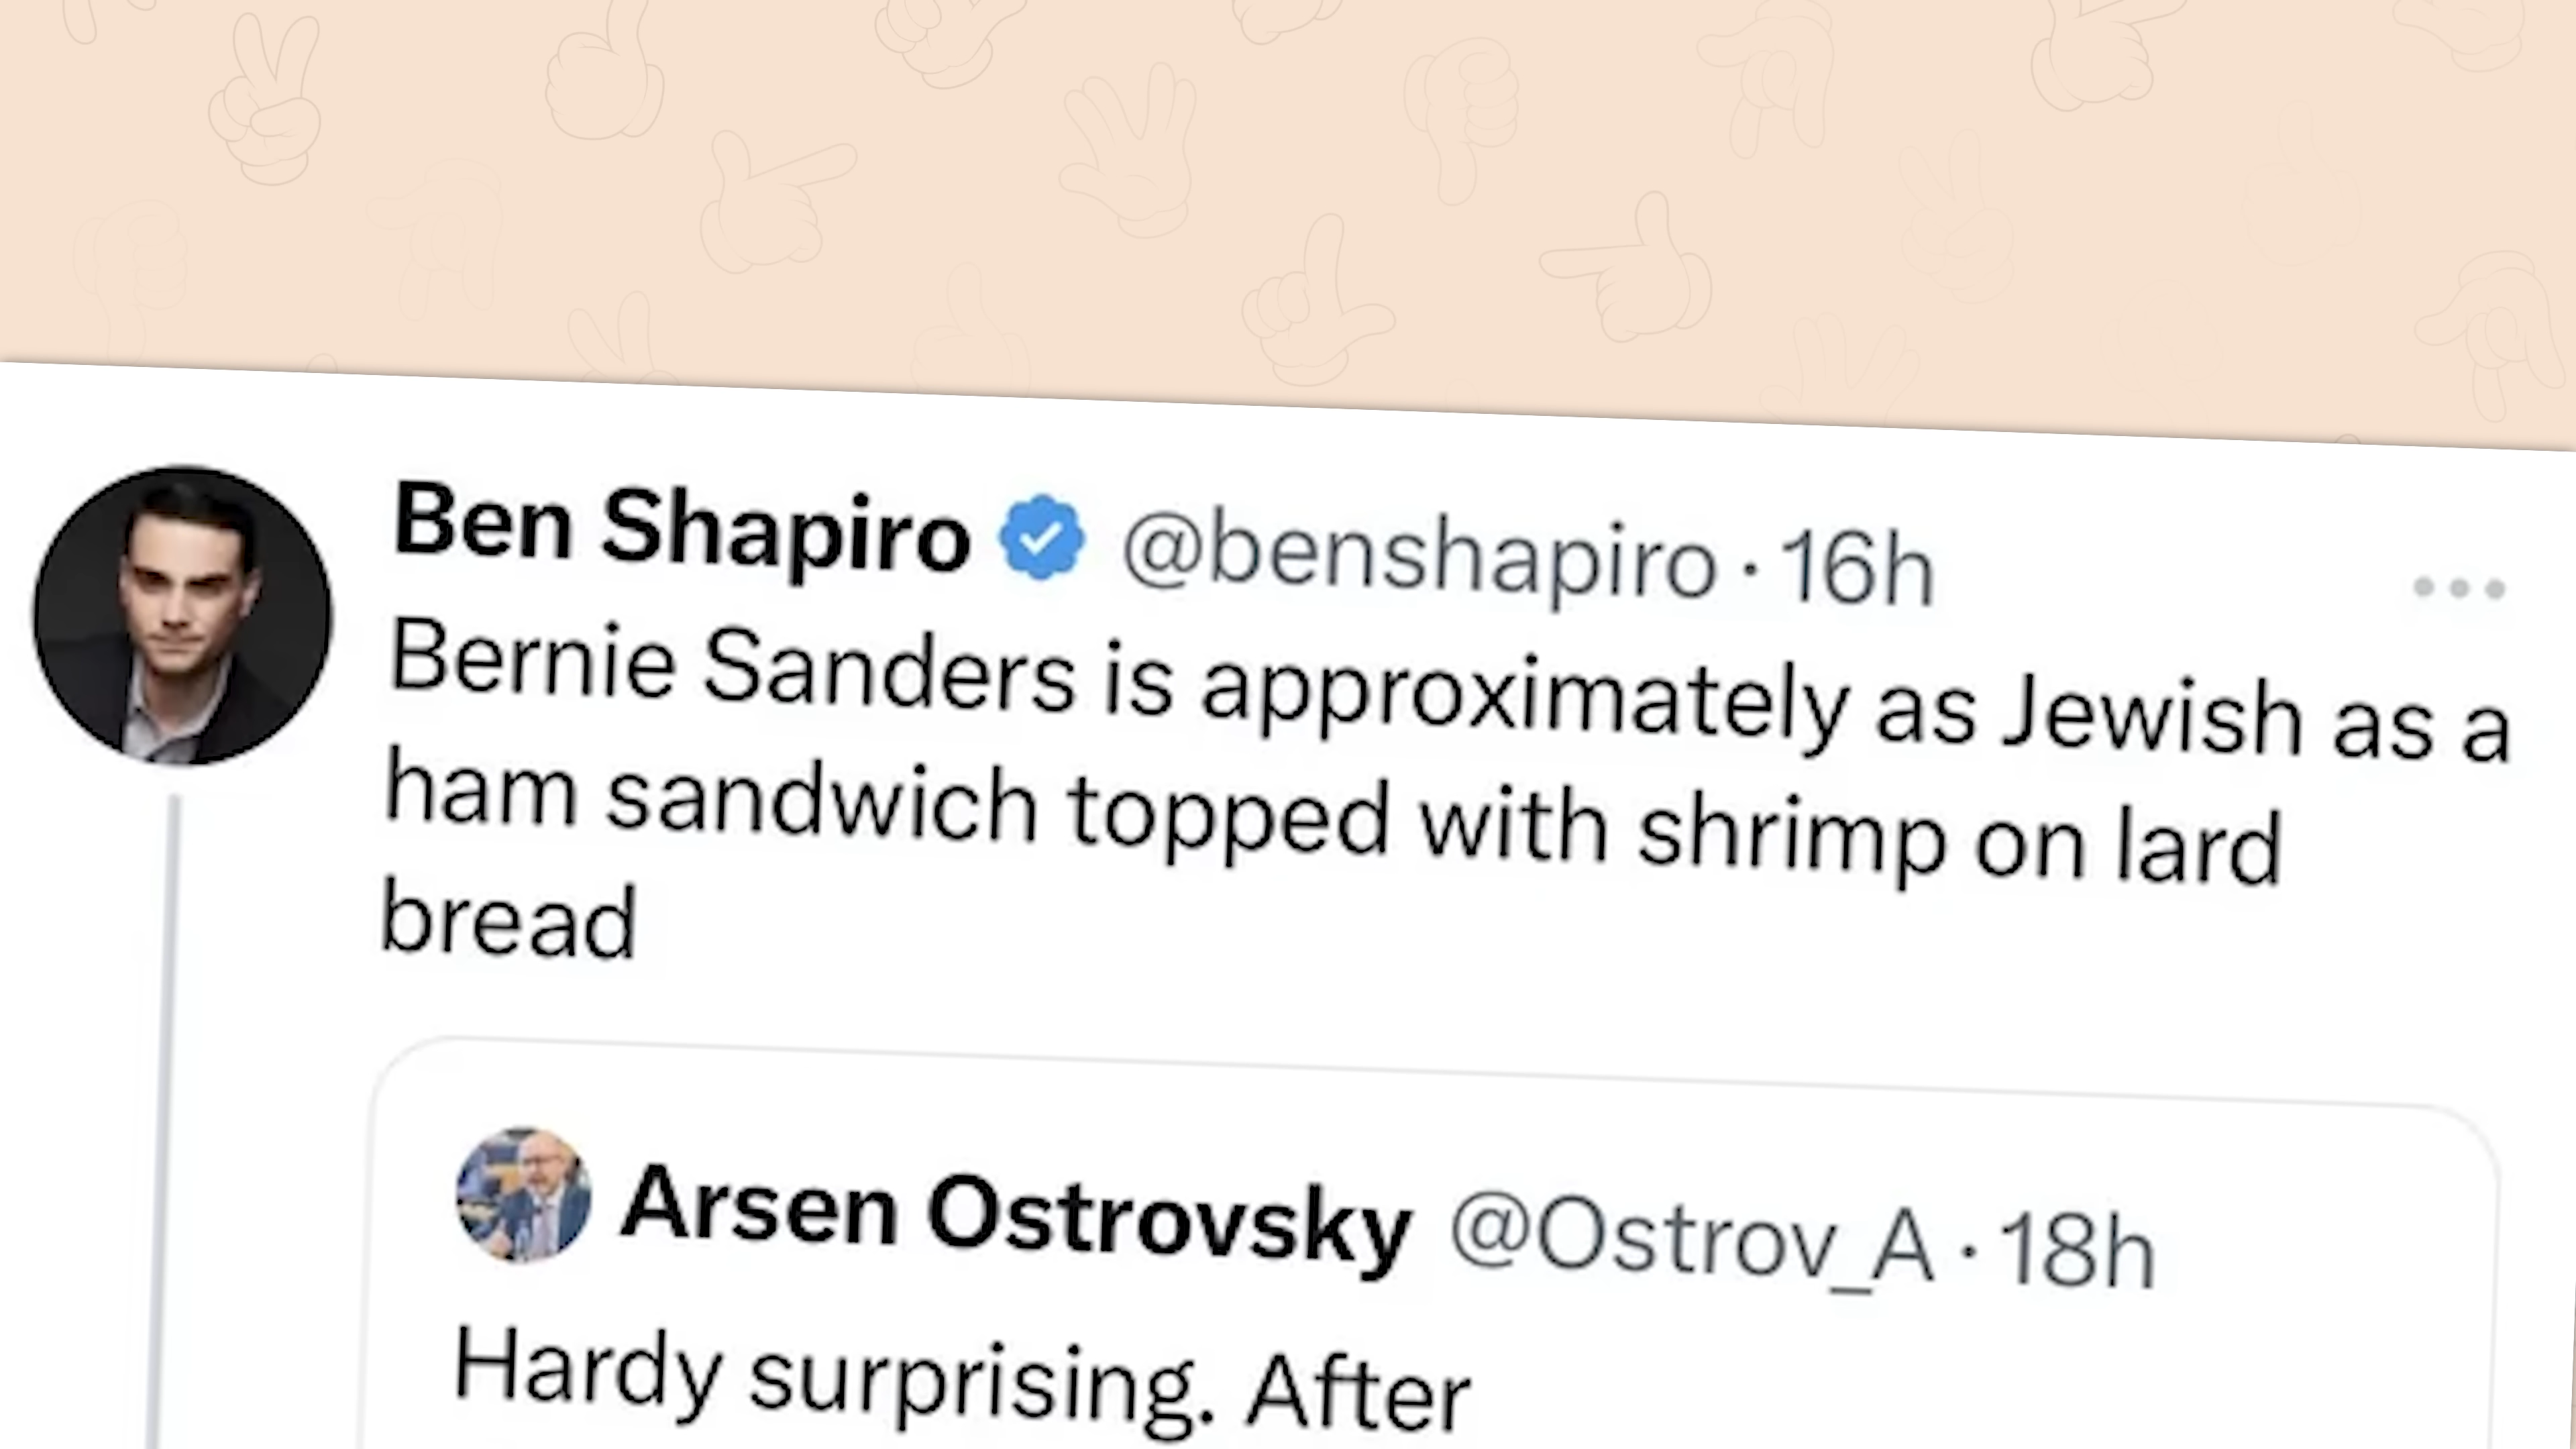 Ben Shapiro @benshapiro · 16h
Bernie Sanders is approximately as Jewish as a
ham sandwich topped with shrimp on lard
bread
Arsen Ostrovsky @Ostrov_A · 18h
Hardy surprising. After